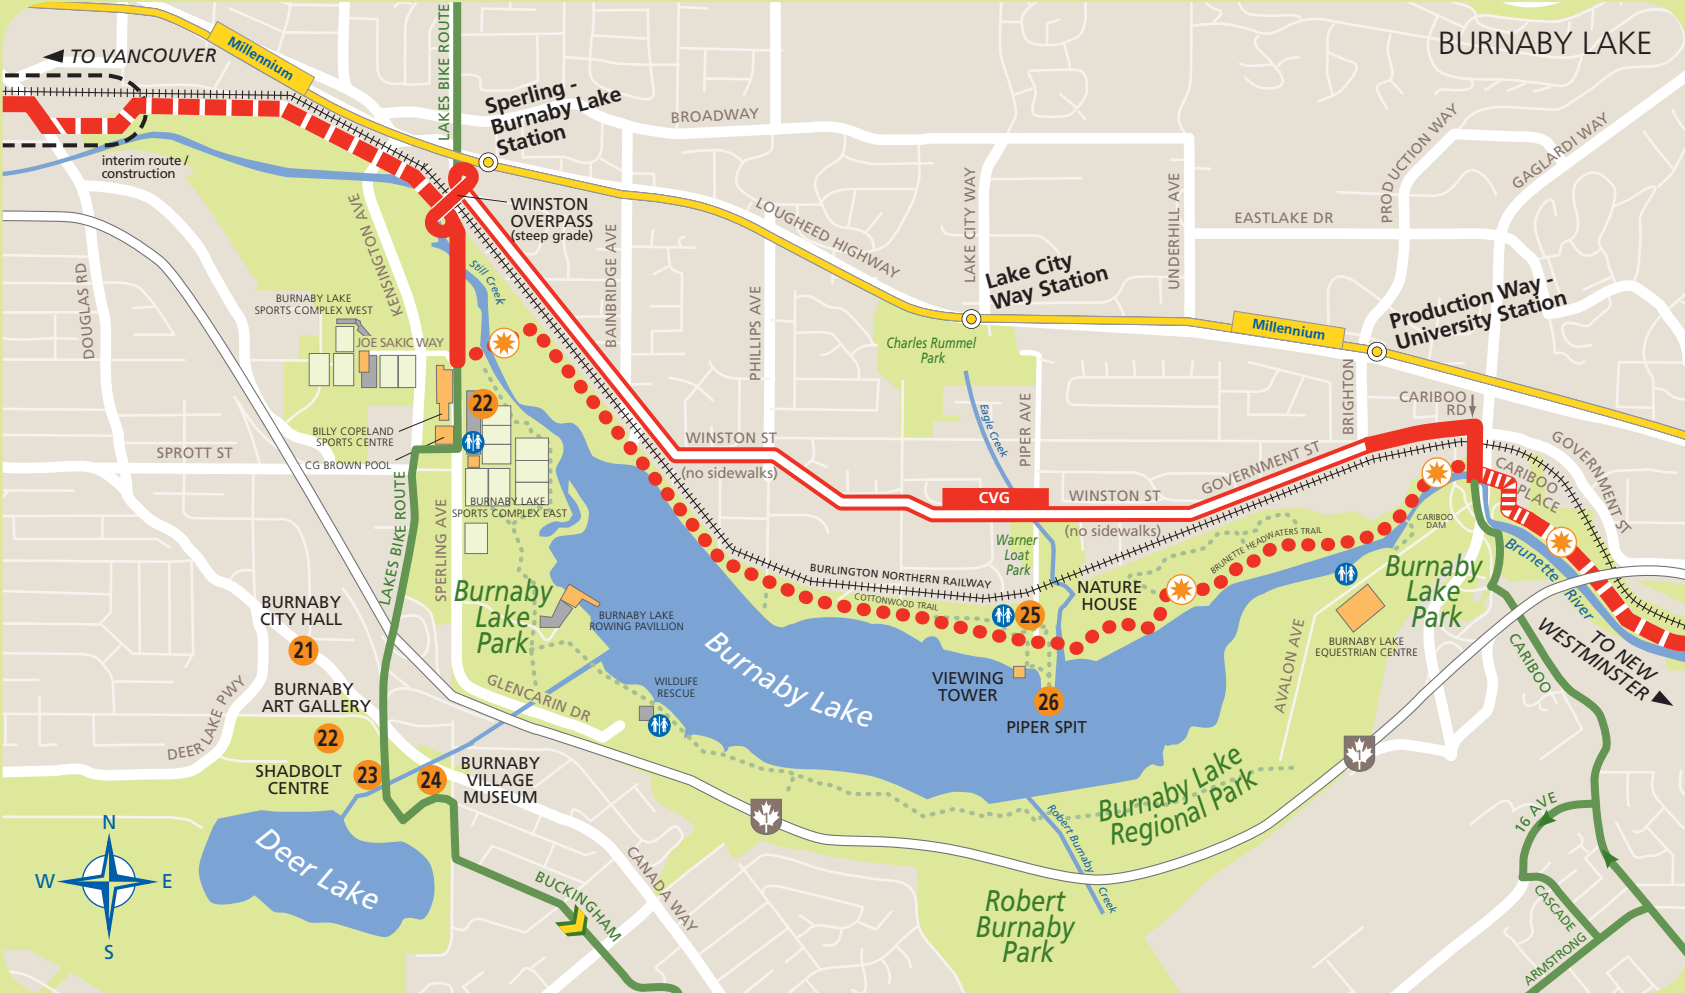 BURNABY LAKE
TO VANCOUVER
Millennium
LAKES BIKE ROUTE
Sperling -
Burnaby Lake
Station
BROADWAY
interim route /
construction
WINSTON
OVERPASS
(steep grade)
KENSINGTON AVE
DOUGLAS RD
Still Creek
BAINBRIDGE AVE
LOUGHEED HIGHWAY
PHILLIPS AVE
LAKE CITY WAY
Lake City
Way Station
UNDERHILL AVE
EASTLAKE DR
PRODUCTION WAY
GAGLARDI WAY
Production Way -
University Station
Millennium
BURNABY LAKE
SPORTS COMPLEX WEST
JOE SAKIC WAY
Charles Rummel
Park
Eagle Creek
PIPER AVE
BRIGHTON
CARIBOO
RD
22
BILLY COPELAND
SPORTS CENTRE
CG BROWN POOL
SPROTT ST
WINSTON ST
(no sidewalks)
CVG
WINSTON ST
(no sidewalks)
GOVERNMENT ST
GOVERNMENT ST
CARIBOO
PLACE
CARIBOO
DAM
BURNABY LAKE
SPORTS COMPLEX EAST
LAKES BIKE ROUTE
SPERLING AVE
Warner
Loat
Park
BRUNETTE HEADWATERS TRAIL
BURLINGTON NORTHERN RAILWAY
COTTONWOOD TRAIL
NATURE
HOUSE
25
Brunette River
Burnaby
Lake
Park
Burnaby
Lake
Park
BURNABY LAKE
ROWING PAVILION
BURNABY
CITY HALL
21
BURNABY LAKE
EQUESTRIAN CENTRE
AVALON AVE
TO NEW
WESTMINSTER
CARIBOO
Burnaby Lake
VIEWING
TOWER
26
PIPER SPIT
WILDLIFE
RESCUE
GLENCARIN DR
BURNABY
ART GALLERY
22
DEER LAKE PWY
SHADBOLT
CENTRE
23
24
BURNABY
VILLAGE
MUSEUM
1
1
Burnaby Lake
Regional Park
Robert Burnaby Creek
16 AVE
N
W
E
S
Deer Lake
BUCKINGHAM
CANADA WAY
Robert
Burnaby
Park
CASCADE
ARMSTRONG